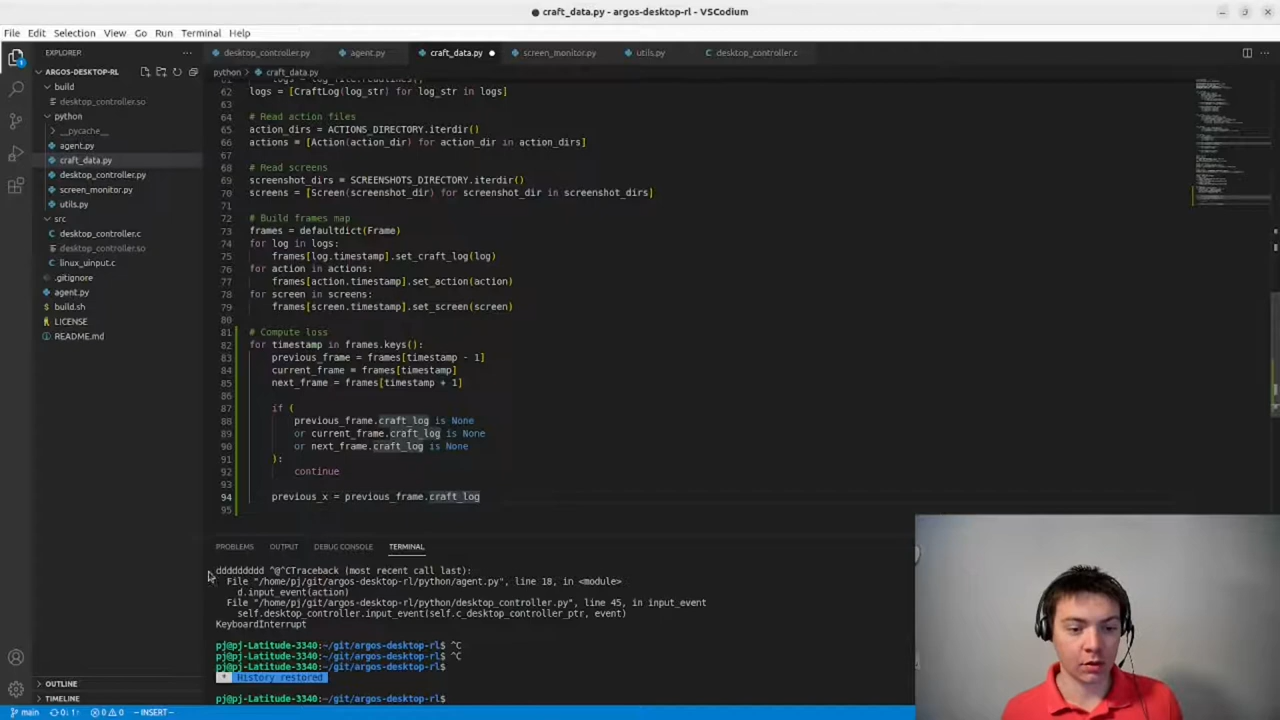 craft_data.py - argos-desktop-rl - VSCodium
File Edit Selection View Go Run Terminal Help
EXPLORER
desktop_controller.py agent.py craft_data.py screen_monitor.py utils.py desktop_controller.c
ARGOS-DESKTOP-RL
python > craft_data.py
build
desktop_controller.so
python
__pycache__
agent.py
craft_data.py
desktop_controller.py
screen_monitor.py
utils.py
src
desktop_controller.c
desktop_controller.so
linux_uinput.c
.gitignore
agent.py
build.sh
LICENSE
README.md
61 logs = log_file.readlines()
62 logs = [CraftLog(log_str) for log_str in logs]
63
64 # Read action files
65 action_dirs = ACTIONS_DIRECTORY.iterdir()
66 actions = [Action(action_dir) for action_dir in action_dirs]
67
68 # Read screens
69 screenshot_dirs = SCREENSHOTS_DIRECTORY.iterdir()
70 screens = [Screen(screenshot_dir) for screenshot_dir in screenshot_dirs]
71
72 # Build frames map
73 frames = defaultdict(Frame)
74 for log in logs:
75 frames[log.timestamp].set_craft_log(log)
76 for action in actions:
77 frames[action.timestamp].set_action(action)
78 for screen in screens:
79 frames[screen.timestamp].set_screen(screen)
80
81 # Compute loss
82 for timestamp in frames.keys():
83 previous_frame = frames[timestamp - 1]
84 current_frame = frames[timestamp]
85 next_frame = frames[timestamp + 1]
86
87 if (
88 previous_frame.craft_log is None
89 or current_frame.craft_log is None
90 or next_frame.craft_log is None
91 ):
92 continue
93
94 previous_x = previous_frame.craft_log
95
PROBLEMS OUTPUT DEBUG CONSOLE TERMINAL
ddddddddd ^@^CTraceback (most recent call last):
File "/home/pj/git/argos-desktop-rl/python/agent.py", line 18, in <module>
d.input_event(action)
File "/home/pj/git/argos-desktop-rl/python/desktop_controller.py", line 45, in input_event
self.desktop_controller.input_event(self.c_desktop_controller_ptr, event)
KeyboardInterrupt
pj@pj-Latitude-3340:~/git/argos-desktop-rl$ ^C
pj@pj-Latitude-3340:~/git/argos-desktop-rl$ ^C
pj@pj-Latitude-3340:~/git/argos-desktop-rl$
* History restored
pj@pj-Latitude-3340:~/git/argos-desktop-rl$
OUTLINE
TIMELINE
main 0↓ 1↑ 0 0 -- INSERT --